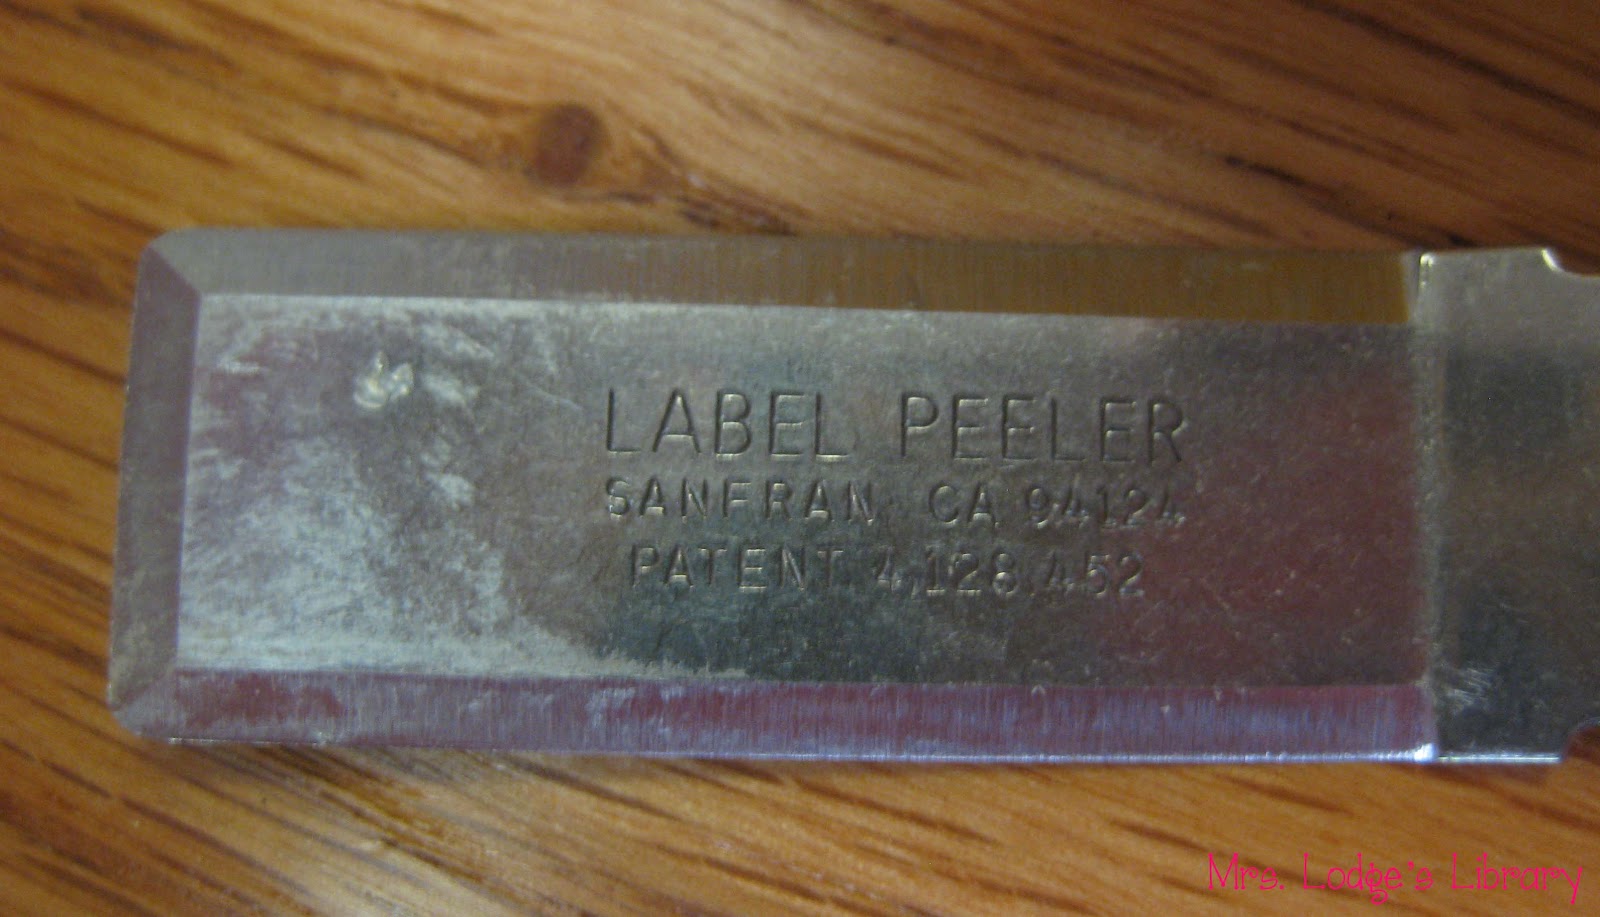 LABEL PEELER
SANFRAN, CA 94124
PATENT 4,128,452
Mrs. Lodge's Library